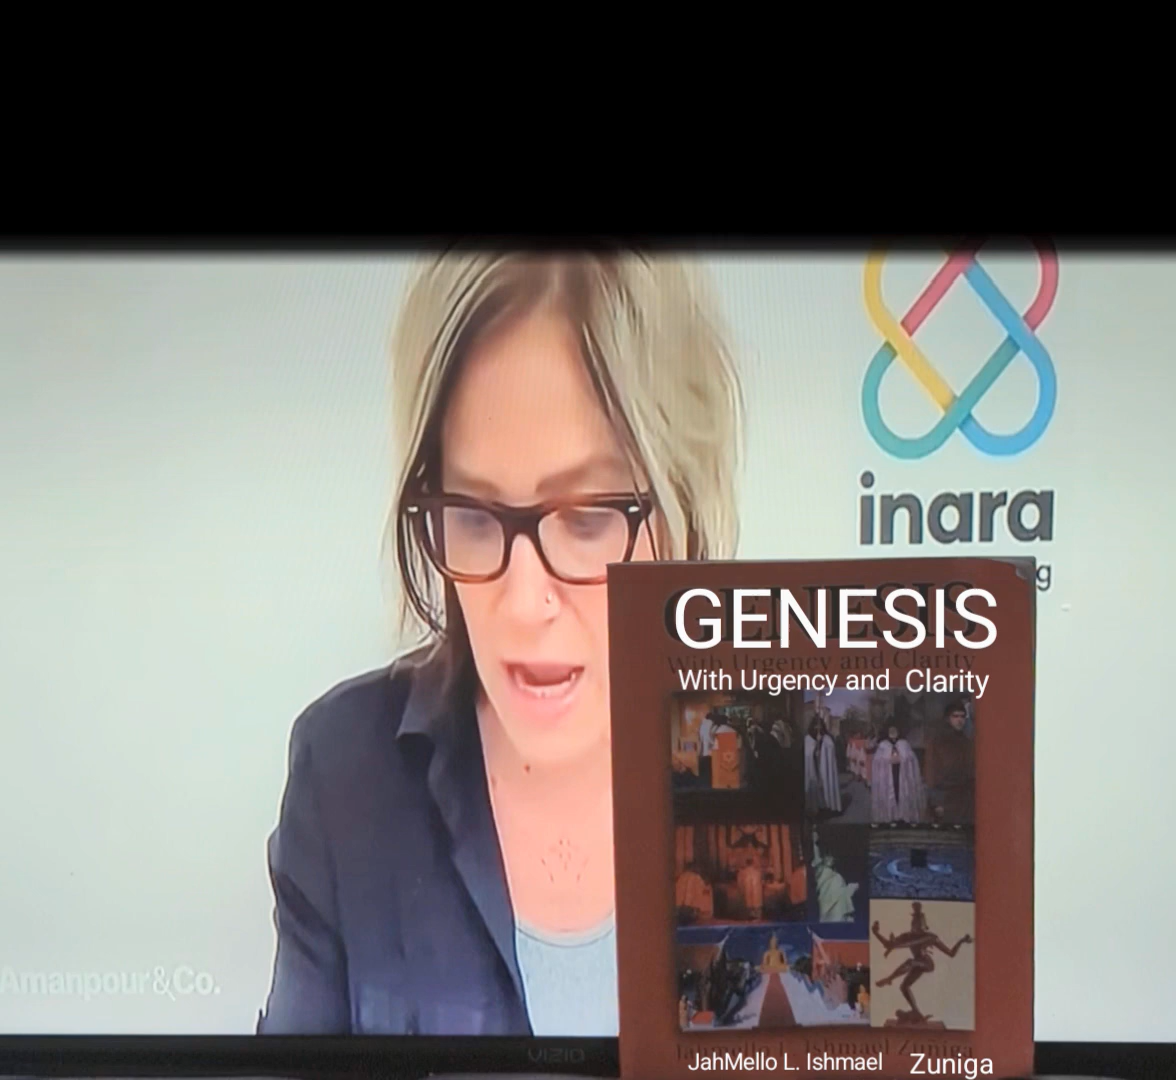 inara
g
GENESIS
With Urgency and Clarity
Amanpour&Co.
VIZIO
JahMello L. Ishmael Zuniga